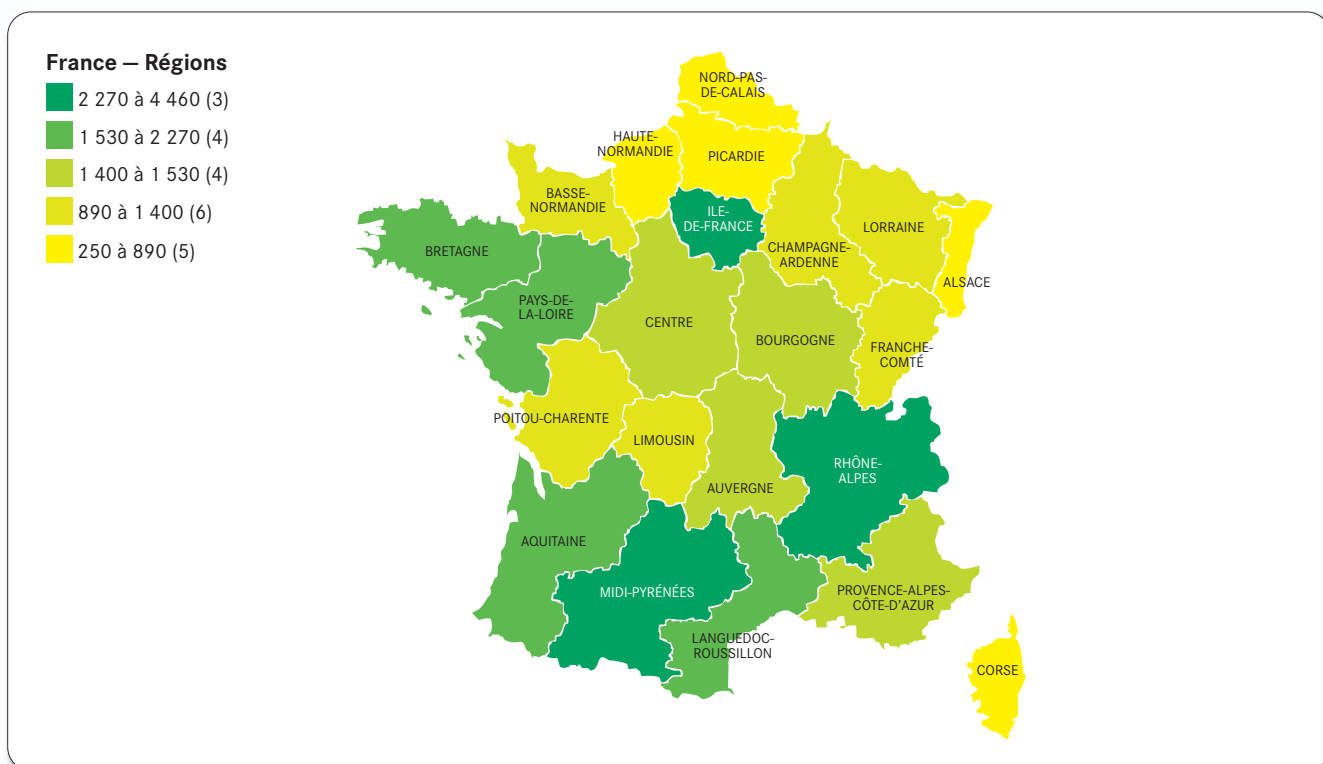 France — Régions
2 270 à 4 460 (3)
1 530 à 2 270 (4)
1 400 à 1 530 (4)
890 à 1 400 (6)
250 à 890 (5)
NORD-PAS-
DE-CALAIS
HAUTE-
NORMANDIE
PICARDIE
BASSE-
NORMANDIE
ILE-
DE-FRANCE
LORRAINE
CHAMPAGNE-
ARDENNE
BRETAGNE
ALSACE
PAYS-DE-
LA-LOIRE
CENTRE
BOURGOGNE
FRANCHE-
COMTÉ
POITOU-CHARENTE
LIMOUSIN
RHÔNE-
ALPES
AUVERGNE
AQUITAINE
MIDI-PYRÉNÉES
PROVENCE-ALPES-
CÔTE-D'AZUR
LANGUEDOC-
ROUSSILLON
CORSE